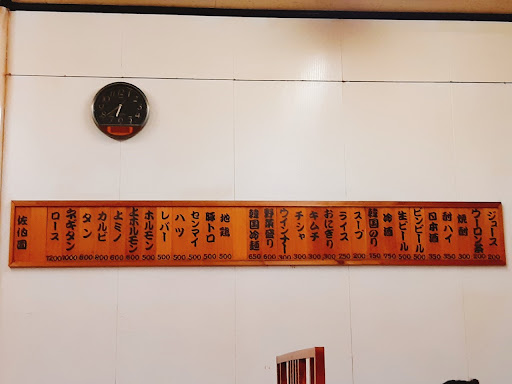 ジュース 200
ウーロン茶 200
焼酎 300
酎ハイ 350
日本酒 350
ビンビール 500
生ビール 500
冷酒 750
韓国のり 150
スープ 200
ライス 250
おにぎり 300
キムチ 300
チシャ 300
ウインナー 300
野菜盛り 600
韓国冷麺 650
地鶏 500
豚トロ 500
センマイ 500
ハツ 500
レバー 500
ホルモン 500
上ホルモン 600
上ミノ 800
カルビ 800
タン 800
ネギタン 1000
ロース 1200
佐伯園